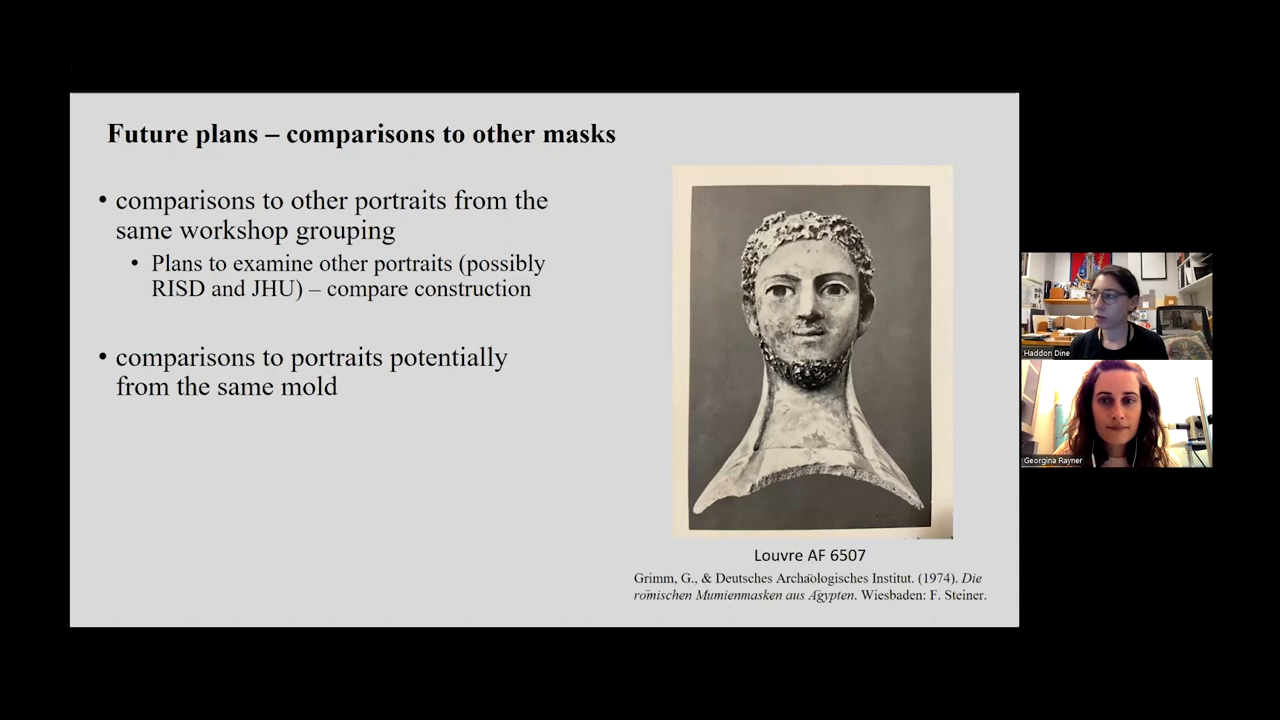 Future plans – comparisons to other masks
• comparisons to other portraits from the
same workshop grouping
• Plans to examine other portraits (possibly
RISD and JHU) – compare construction
• comparisons to portraits potentially
from the same mold
Louvre AF 6507
Grimm, G., & Deutsches Archäologisches Institut. (1974). Die
römischen Mumienmasken aus Ägypten. Wiesbaden: F. Steiner.
Haddon Dine
Georgina Rayner